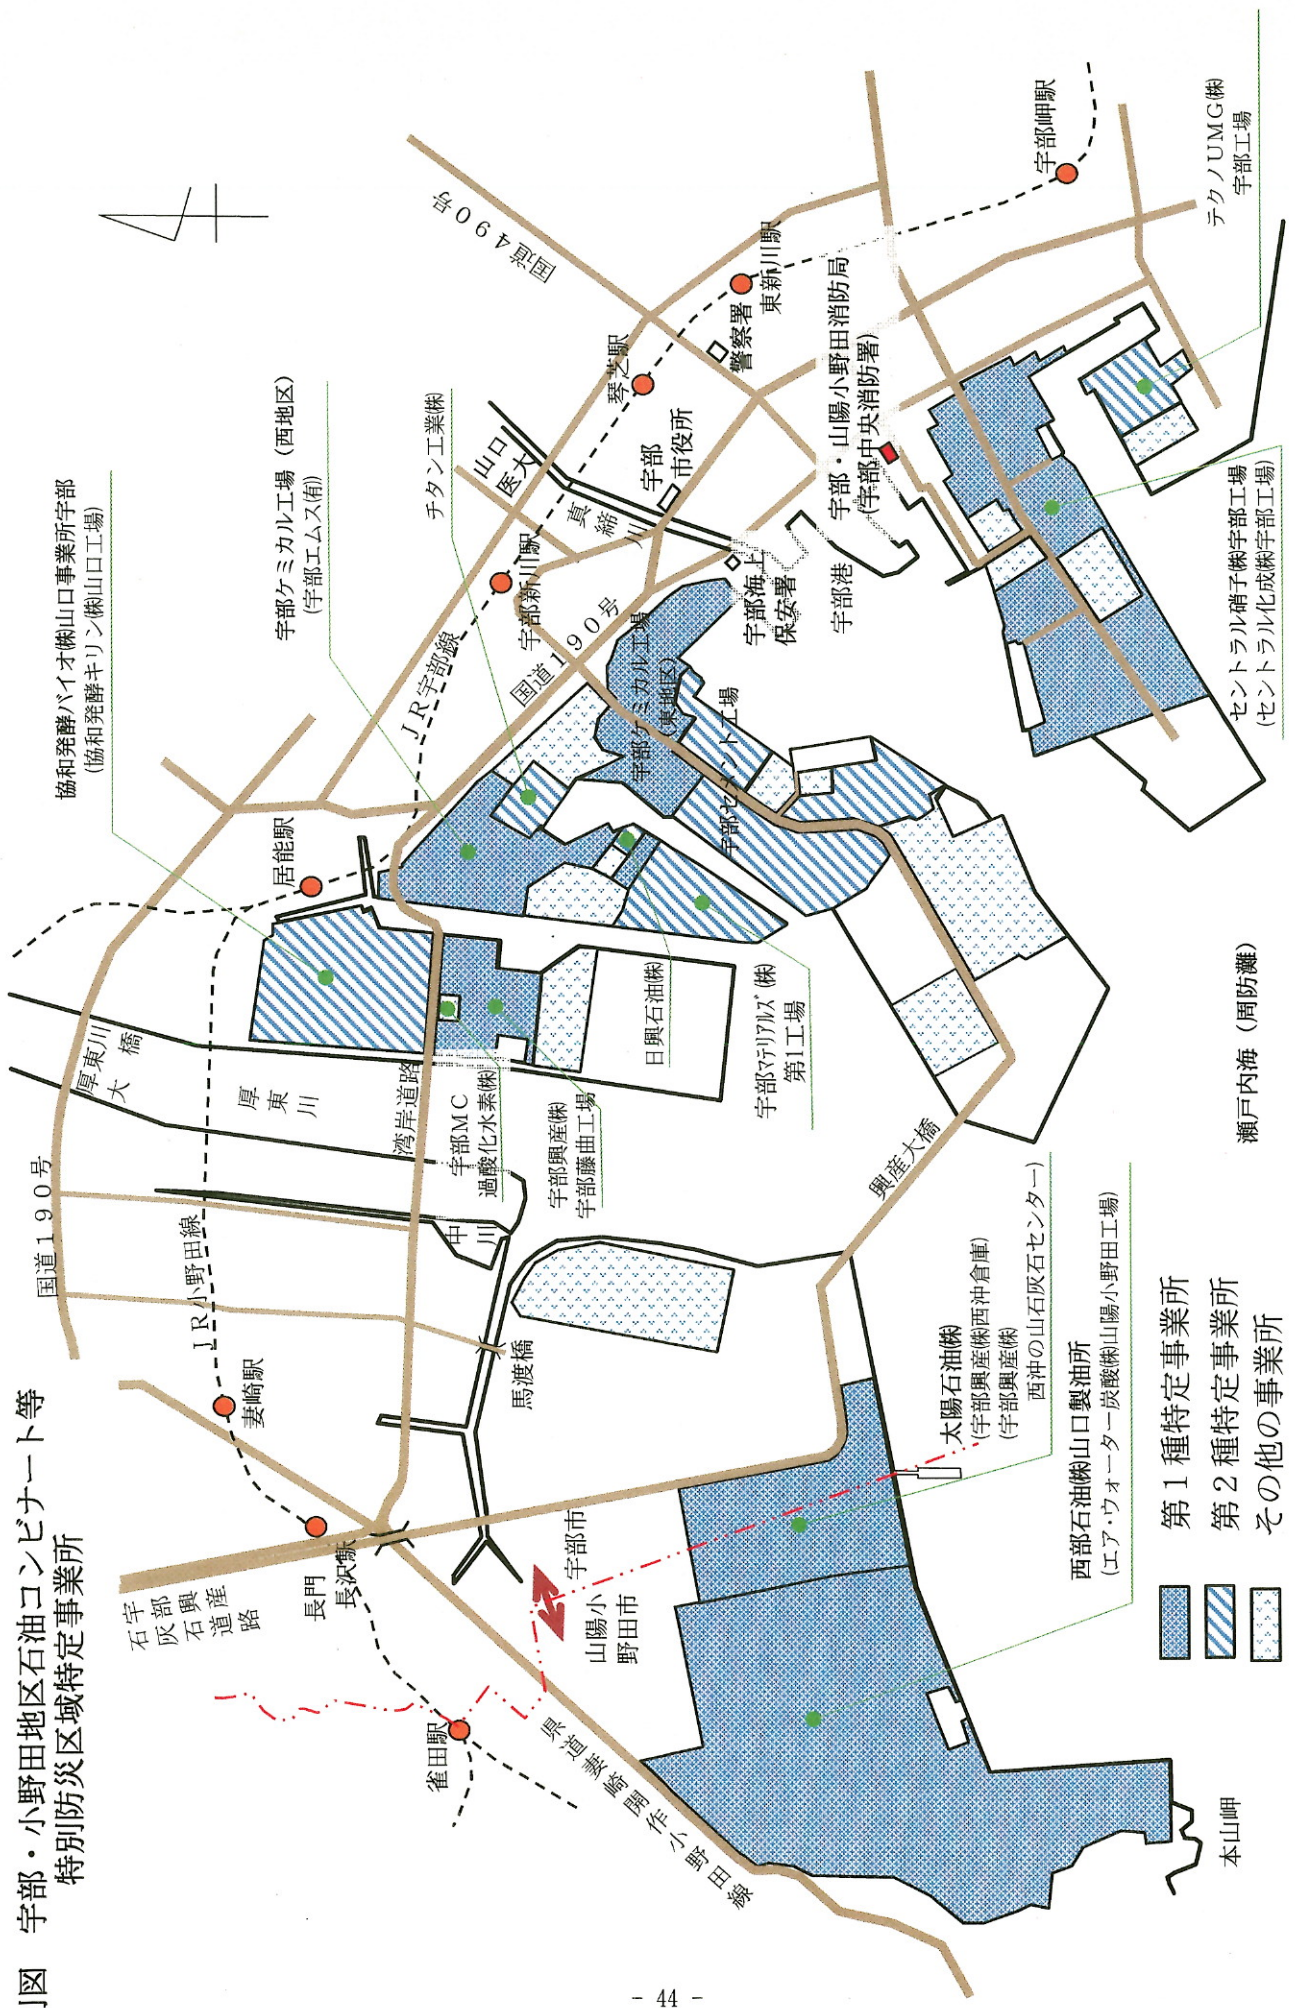 図 宇部・小野田地区石油コンビナート等
特別防災区域特定事業所
国道190号
厚東川
大橋
JR小野田線
妻崎駅
厚東川
居能駅
協和発酵バイオ(株)山口事業所宇部
(協和発酵キリン(株)山口工場)
宇部ケミカル工場(西地区)
(宇部エムス(有))
チタン工業(株)
国道490号
石灰石道路
宇部興産
長門
長沢駅
雀田駅
湾岸道路
中川
馬渡橋
宇部MC
過酸化水素(株)
宇部興産(株)
宇部藤曲工場
日興石油(株)
宇部マテリアルズ(株)
第1工場
JR宇部線
国道190号
宇部新川駅
山口
医大
真締川
琴芝駅
宇部
市役所
警察署
東新川駅
宇部岬駅
宇部・山陽小野田消防局
(宇部中央消防署)
宇部海上
保安署
宇部港
宇部ケミカル工場
(東地区)
宇部セメント工場
テクノUMG(株)
宇部工場
セントラル硝子(株)宇部工場
(セントラル化成(株)宇部工場)
宇部市
山陽小
野田市
県道妻崎開作小野田線
興産大橋
瀬戸内海(周防灘)
太陽石油(株)
(宇部興産(株)西沖倉庫)
(宇部興産(株)
西沖の山石灰石センター)
西部石油(株)山口製油所
(エア・ウォーター炭酸(株)山陽小野田工場)
本山岬
第1種特定事業所
第2種特定事業所
その他の事業所
- 44 -